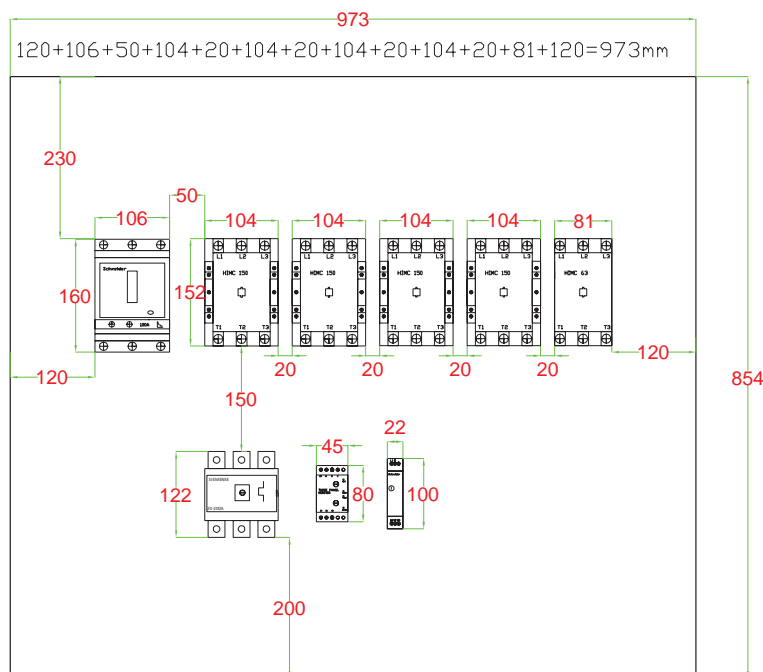 973
120+106+50+104+20+104+20+104+20+104+20+81+120=973mm
230
50
106
104
104
104
104
81
L1 L2 L3
L1 L2 L3
L1 L2 L3
L1 L2 L3
L1 L2 L3
Schneider
HIMC 150
HIMC 150
HIMC 150
HIMC 150
HIMC 63
160
152
T1 T2 T3
T1 T2 T3
T1 T2 T3
T1 T2 T3
T1 T2 T3
120
20
20
20
20
120
854
150
22
45
122
80
100
200